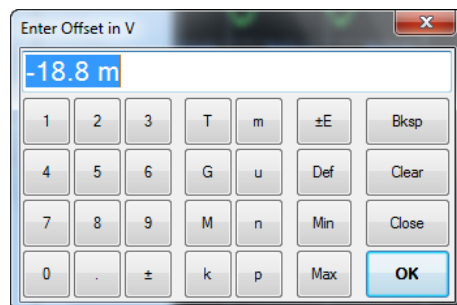 Enter Offset in V
x
-18.8 m
1 2 3 T m ±E Bksp
4 5 6 G u Def Clear
7 8 9 M n Min Close
0 . ± k p Max OK